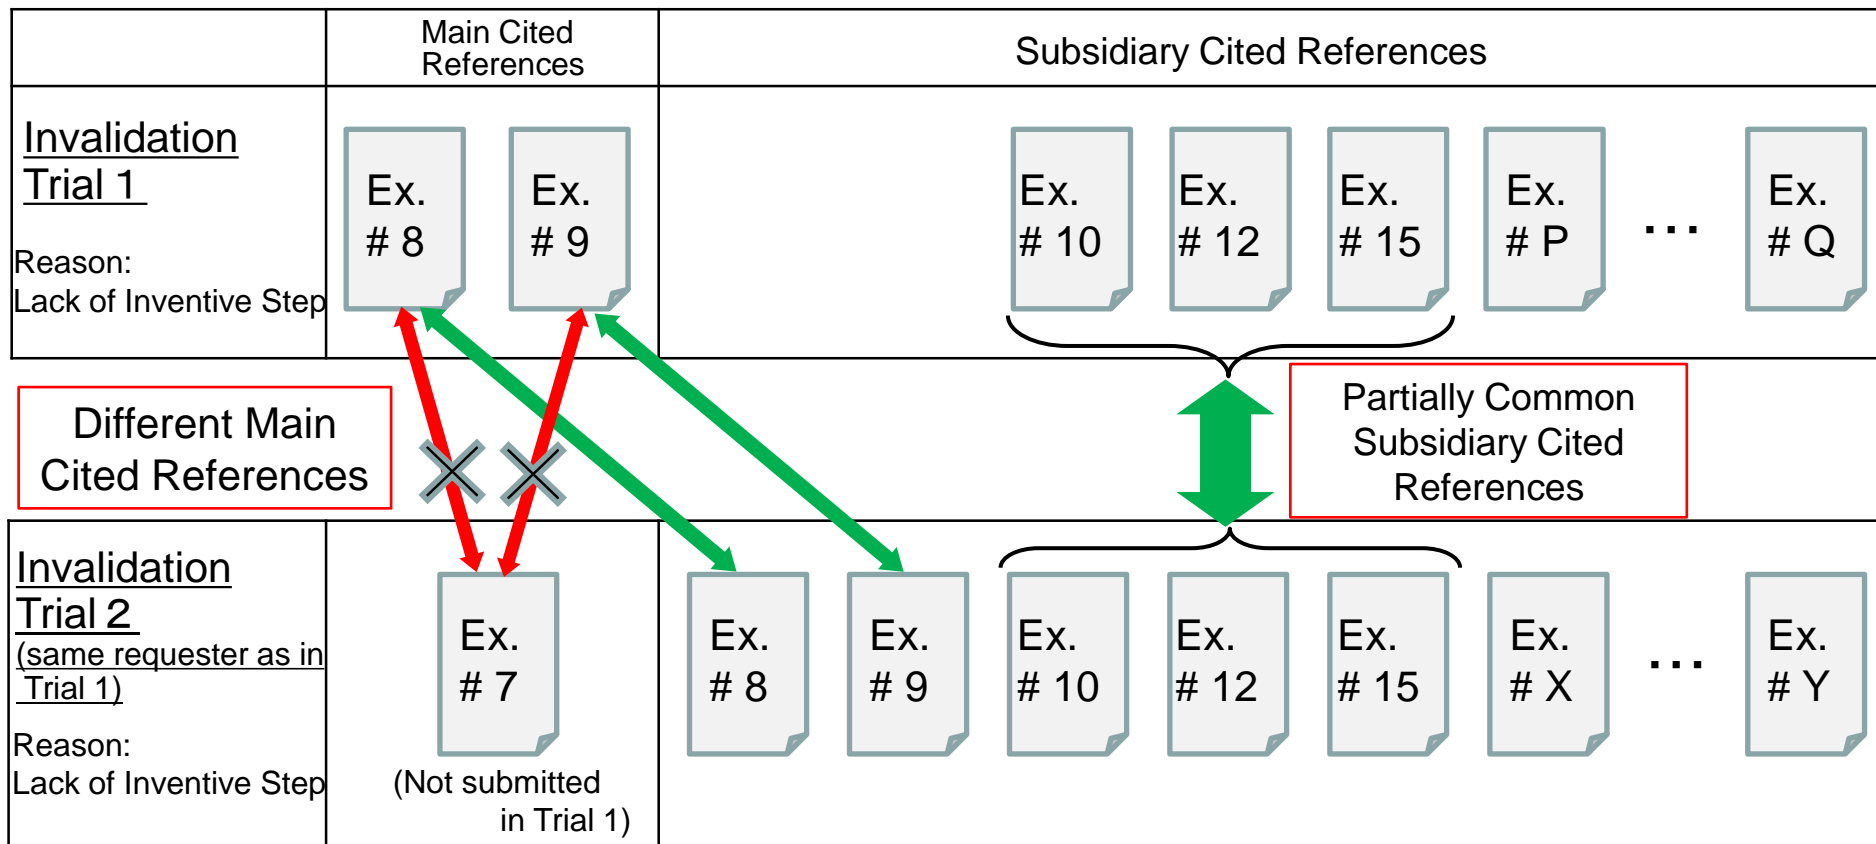 Main Cited
References
Subsidiary Cited References
Invalidation
Trial 1
Reason:
Lack of Inventive Step
Ex.
# 8
Ex.
# 9
Ex.
# 10
Ex.
# 12
Ex.
# 15
Ex.
# P
...
Ex.
# Q
Different Main
Cited References
Partially Common
Subsidiary Cited
References
Invalidation
Trial 2
(same requester as in
Trial 1)
Reason:
Lack of Inventive Step
Ex.
# 7
(Not submitted
in Trial 1)
Ex.
# 8
Ex.
# 9
Ex.
# 10
Ex.
# 12
Ex.
# 15
Ex.
# X
...
Ex.
# Y